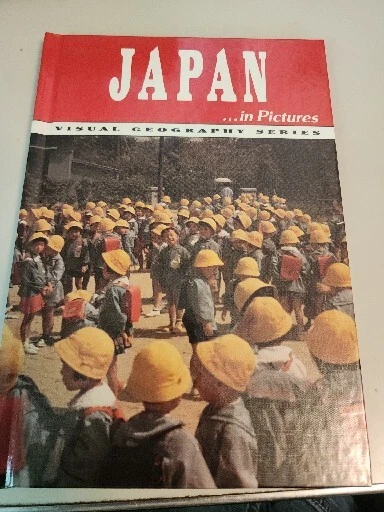 JAPAN
...in Pictures
VISUAL GEOGRAPHY SERIES